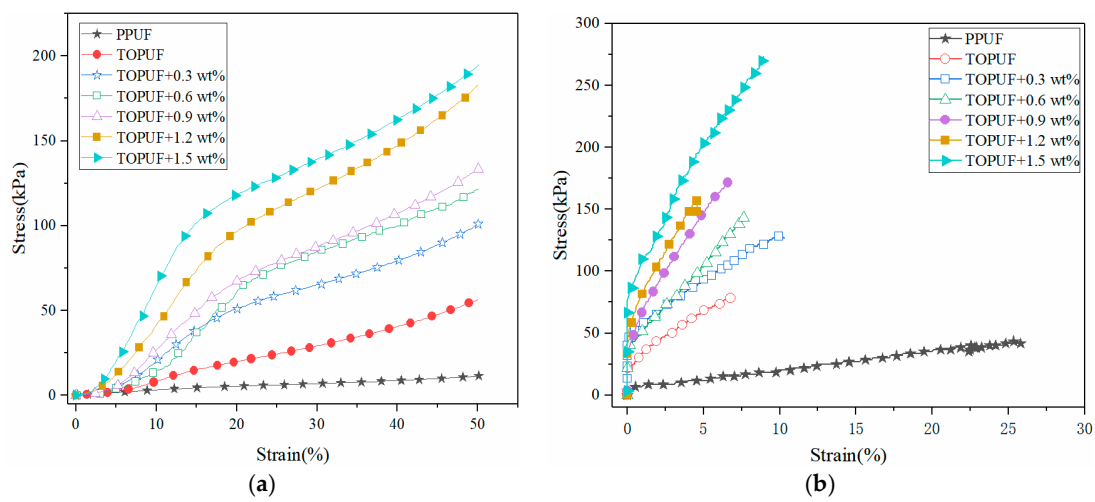 PPUF
TOPUF
TOPUF+0.3 wt%
TOPUF+0.6 wt%
TOPUF+0.9 wt%
TOPUF+1.2 wt%
TOPUF+1.5 wt%
200
150
100
50
0
Stress(kPa)
0 10 20 30 40 50
Strain(%)
(a)
PPUF
TOPUF
TOPUF+0.3 wt%
TOPUF+0.6 wt%
TOPUF+0.9 wt%
TOPUF+1.2 wt%
TOPUF+1.5 wt%
300
250
200
150
100
50
0
Stress(kPa)
0 5 10 15 20 25 30
Strain(%)
(b)